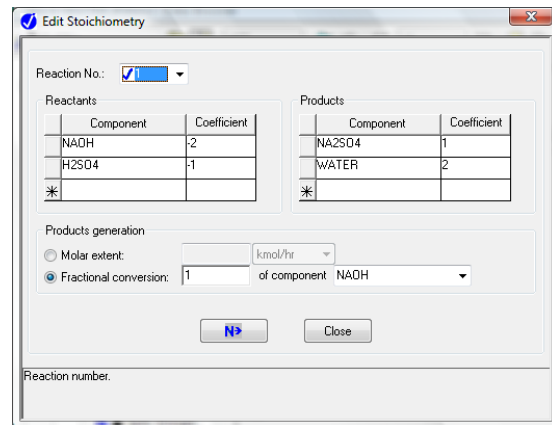 Edit Stoichiometry
Reaction No.: 1
Reactants
Component Coefficient
NAOH -2
H2SO4 -1
Products
Component Coefficient
NA2SO4 1
WATER 2
Products generation
Molar extent: kmol/hr
Fractional conversion: 1 of component NAOH
N> Close
Reaction number.